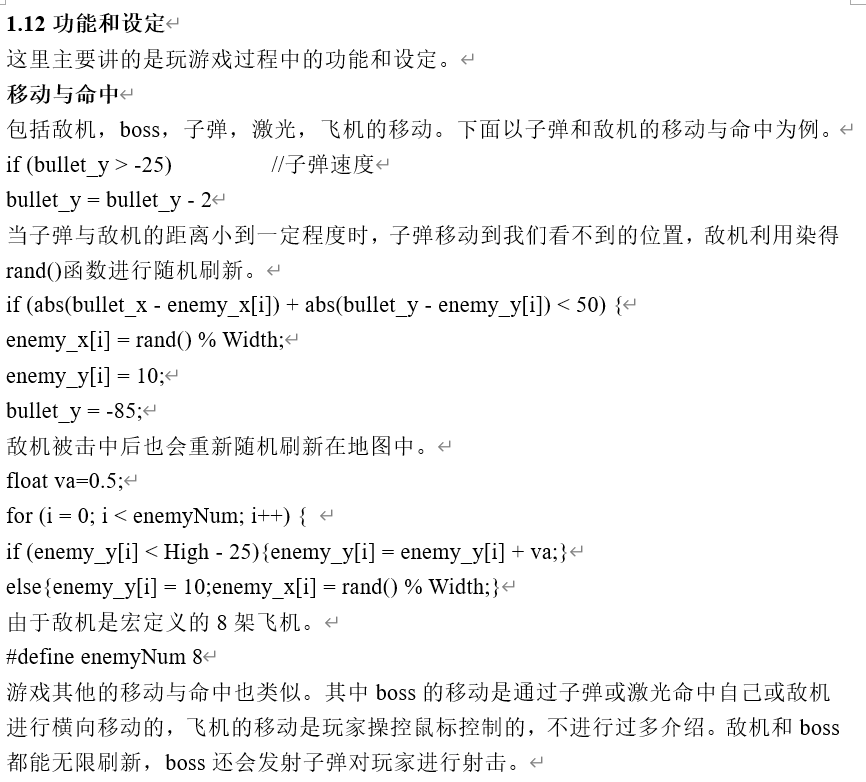 1.12 功能和设定
这里主要讲的是玩游戏过程中的功能和设定。
移动与命中
包括敌机，boss，子弹，激光，飞机的移动。下面以子弹和敌机的移动与命中为例。
if (bullet_y > -25) //子弹速度
bullet_y = bullet_y - 2
当子弹与敌机的距离小到一定程度时，子弹移动到我们看不到的位置，敌机利用染得
rand()函数进行随机刷新。
if (abs(bullet_x - enemy_x[i]) + abs(bullet_y - enemy_y[i]) < 50) {
enemy_x[i] = rand() % Width;
enemy_y[i] = 10;
bullet_y = -85;
敌机被击中后也会重新随机刷新在地图中。
float va=0.5;
for (i = 0; i < enemyNum; i++) {
if (enemy_y[i] < High - 25){enemy_y[i] = enemy_y[i] + va;}
else{enemy_y[i] = 10;enemy_x[i] = rand() % Width;}
由于敌机是宏定义的 8 架飞机。
#define enemyNum 8
游戏其他的移动与命中也类似。其中 boss 的移动是通过子弹或激光命中自己或敌机
进行横向移动的，飞机的移动是玩家操控鼠标控制的，不进行过多介绍。敌机和 boss
都能无限刷新，boss 还会发射子弹对玩家进行射击。